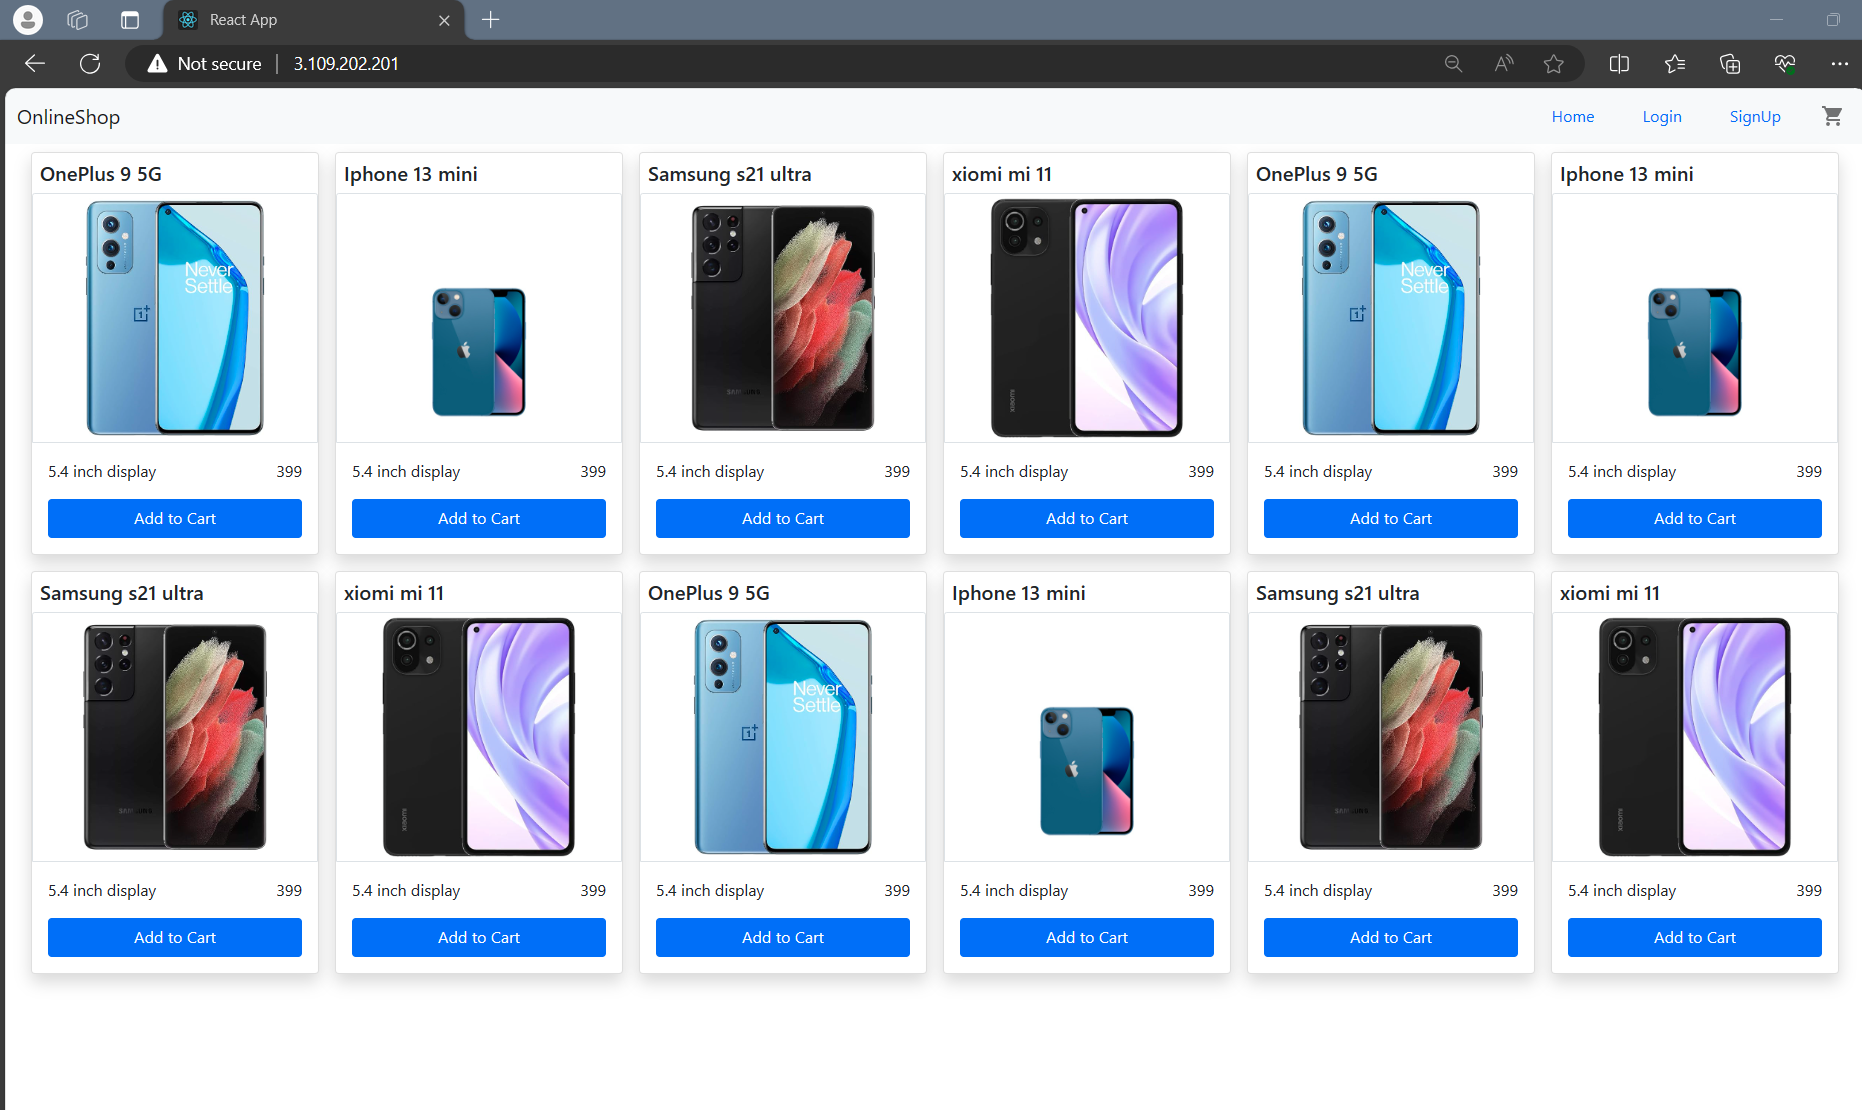 React App
Not secure 3.109.202.201
OnlineShop Home Login SignUp
OnePlus 9 5G Iphone 13 mini Samsung s21 ultra xiomi mi 11 OnePlus 9 5G Iphone 13 mini
Never Never
Settle Settle
SAMSUNG xiaomi
5.4 inch display 399 5.4 inch display 399 5.4 inch display 399 5.4 inch display 399 5.4 inch display 399 5.4 inch display 399
Add to Cart Add to Cart Add to Cart Add to Cart Add to Cart Add to Cart
Samsung s21 ultra xiomi mi 11 OnePlus 9 5G Iphone 13 mini Samsung s21 ultra xiomi mi 11
Never
Settle
SAMSUNG xiaomi SAMSUNG xiaomi
5.4 inch display 399 5.4 inch display 399 5.4 inch display 399 5.4 inch display 399 5.4 inch display 399 5.4 inch display 399
Add to Cart Add to Cart Add to Cart Add to Cart Add to Cart Add to Cart